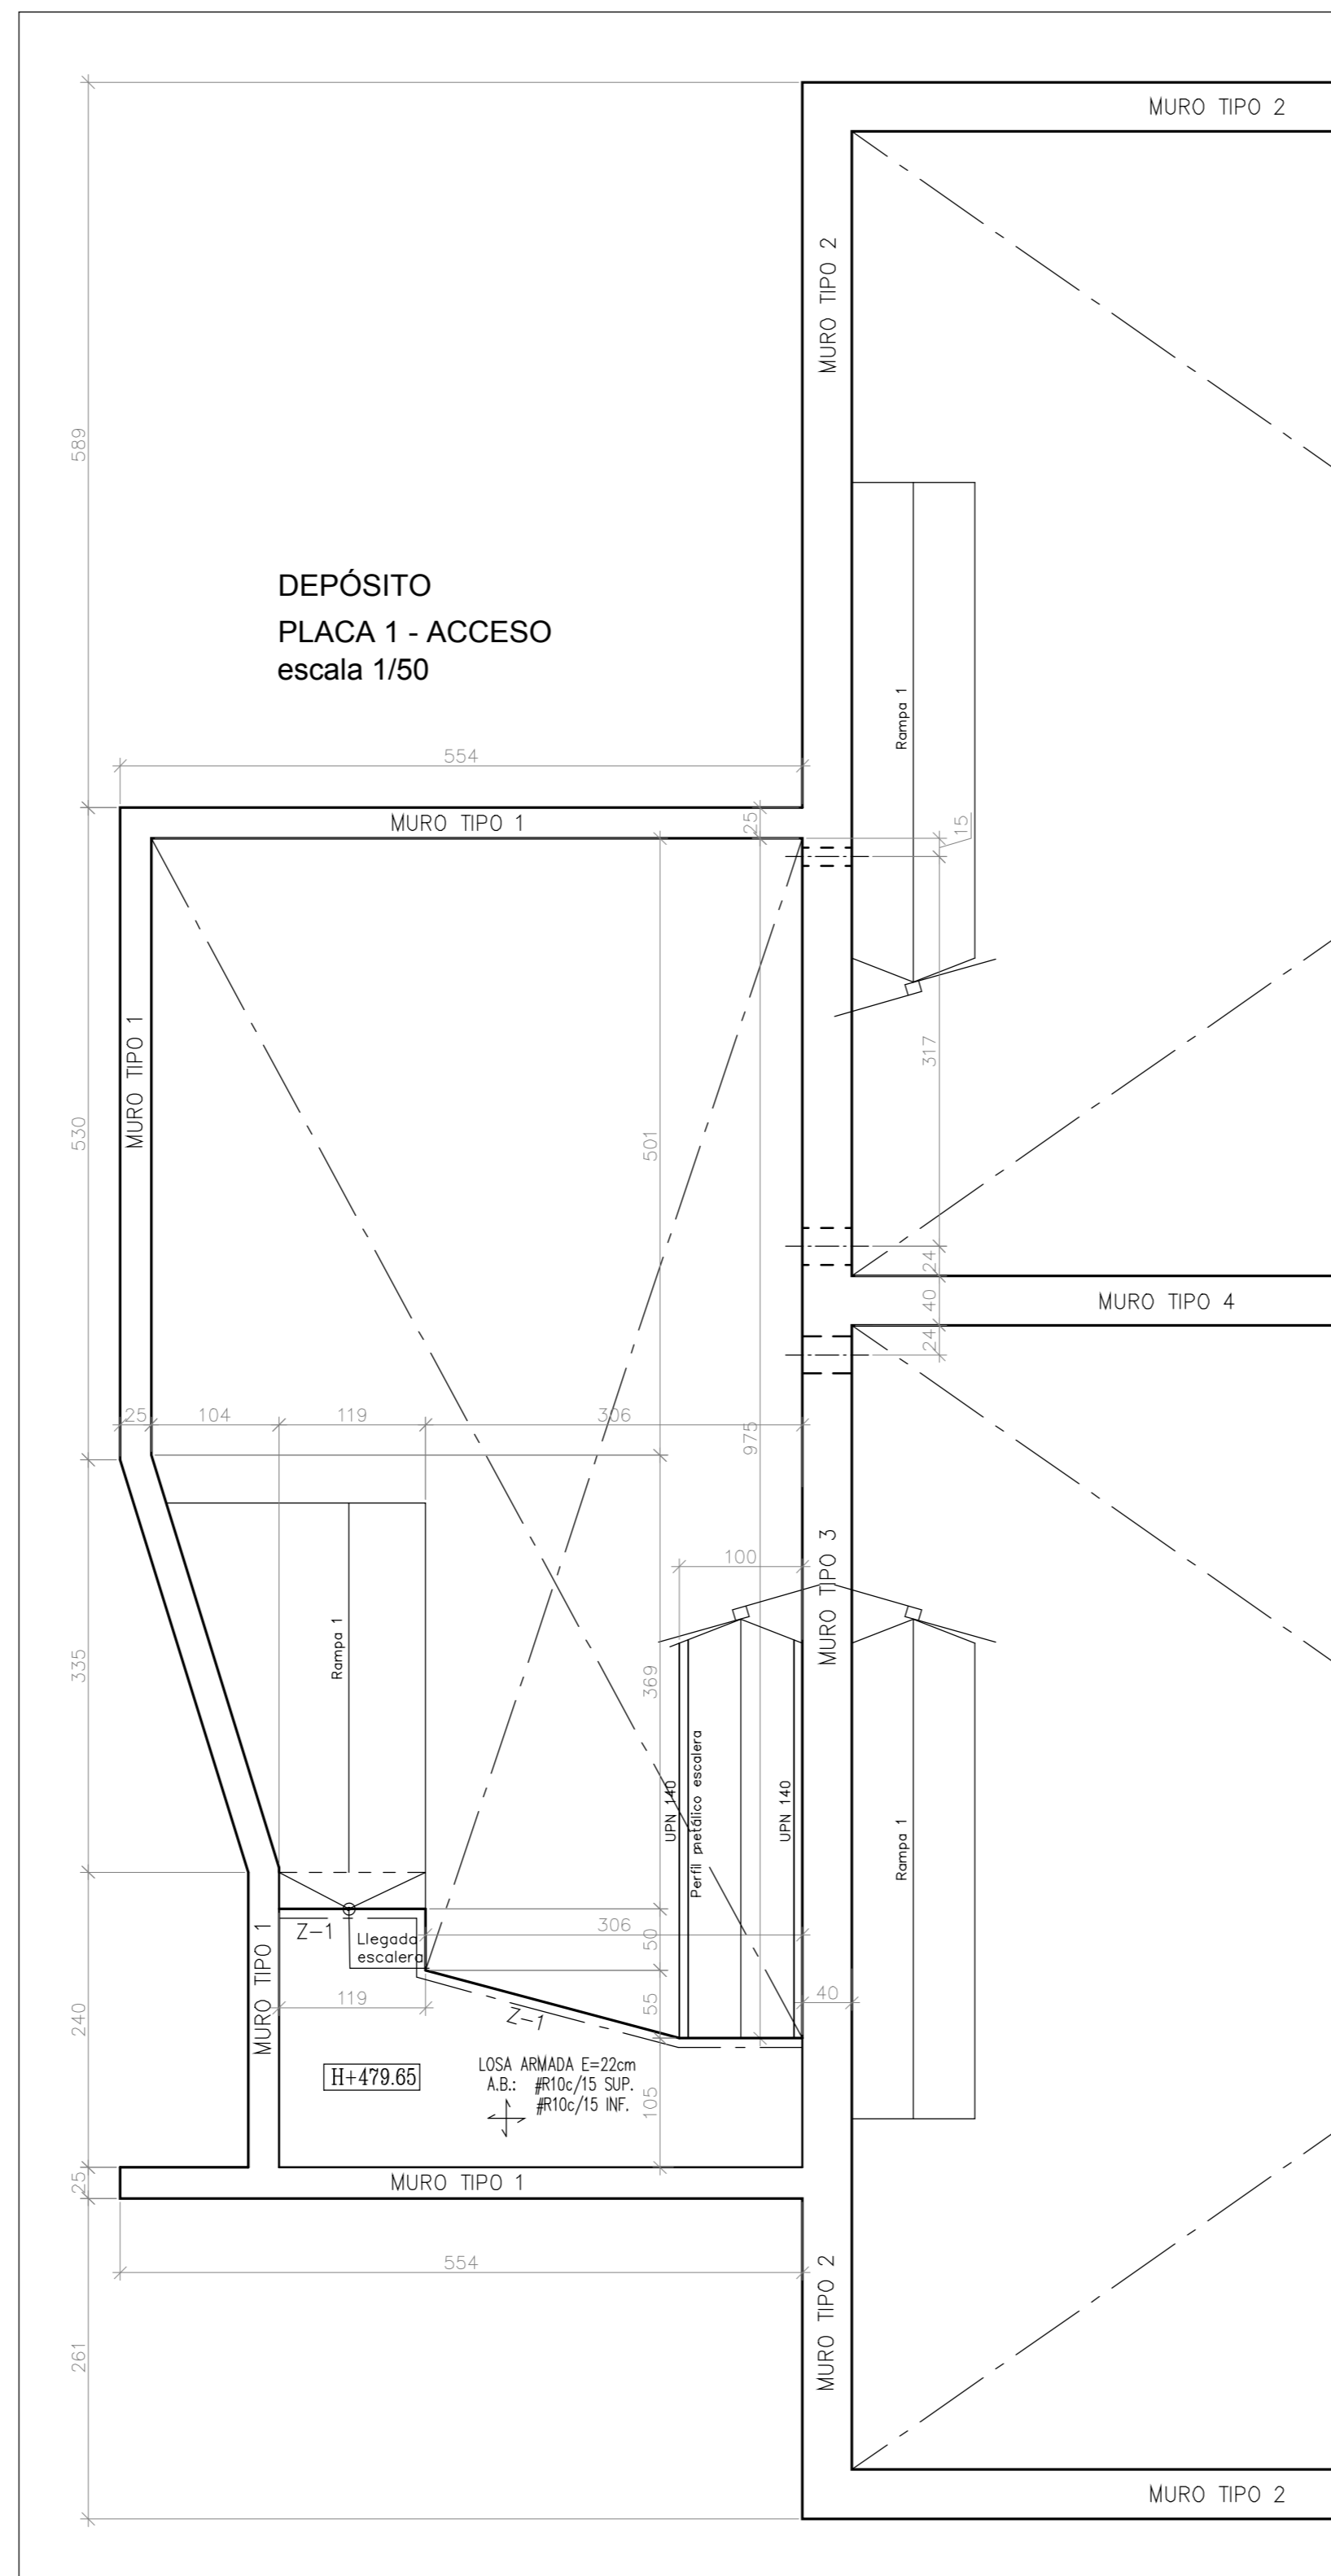 MURO TIPO 2
MURO TIPO 2
589
DEPÓSITO
PLACA 1 - ACCESO
escala 1/50
Rampa 1
554
MURO TIPO 1
25
15
MURO TIPO 1
530
501
317
24
40
24
MURO TIPO 4
25
104
119
306
975
100
MURO TIPO 3
335
Rampa 1
369
UPN 140
Perfil metálico escalera
UPN 140
Rampa 1
Z-1
Llegada
escalera
306
50
MURO TIPO 1
119
55
40
Z-1
240
H+479.65
LOSA ARMADA E=22cm
A.B.: #R10c/15 SUP.
#R10c/15 INF.
105
25
MURO TIPO 1
554
MURO TIPO 2
261
MURO TIPO 2